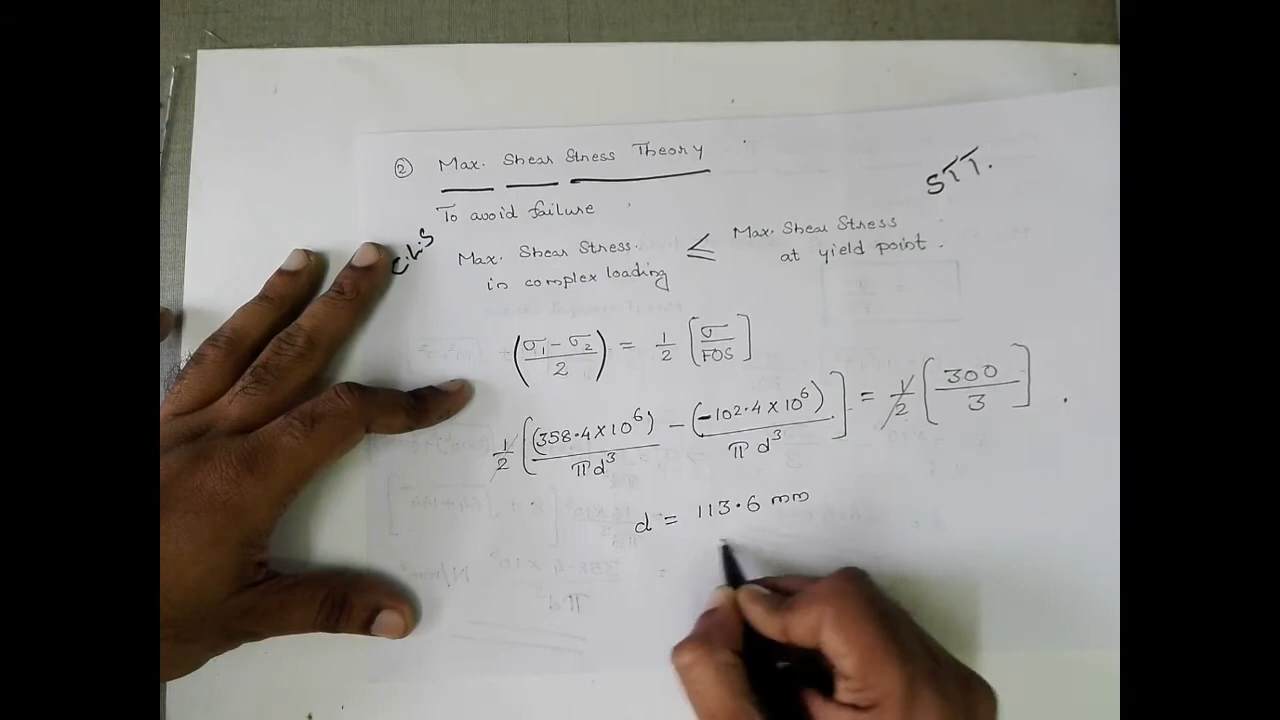 ② Max. Shear Stress Theory
STT.
To avoid failure
C.L.S
Max. Shear Stress. ≤ Max. Shear Stress
in complex loading at yield point.
(σ1 - σ2 / 2) = 1/2 [σ / FOS]
1/2 [(358.4 × 10^6) / πd^3 - (-102.4 × 10^6) / πd^3] = 1/2 [300 / 3].
d = 113.6 mm